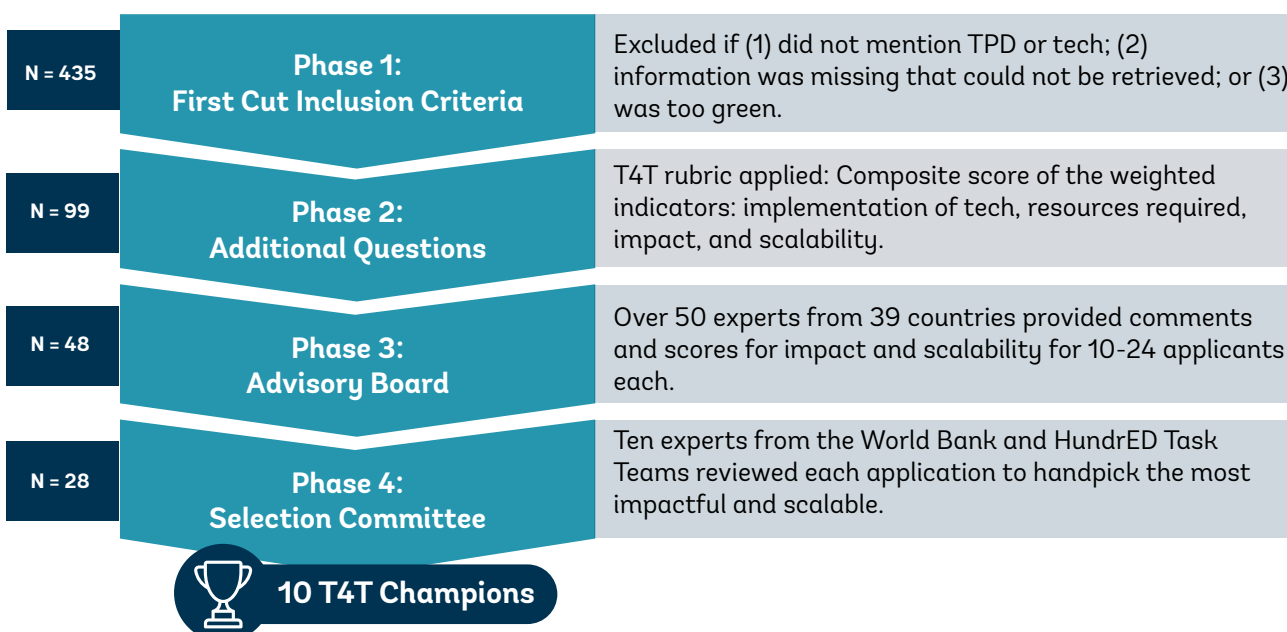 N = 435
Phase 1:
First Cut Inclusion Criteria
Excluded if (1) did not mention TPD or tech; (2)
information was missing that could not be retrieved; or (3)
was too green.
N = 99
Phase 2:
Additional Questions
T4T rubric applied: Composite score of the weighted
indicators: implementation of tech, resources required,
impact, and scalability.
N = 48
Phase 3:
Advisory Board
Over 50 experts from 39 countries provided comments
and scores for impact and scalability for 10-24 applicants
each.
N = 28
Phase 4:
Selection Committee
Ten experts from the World Bank and HundrED Task
Teams reviewed each application to handpick the most
impactful and scalable.
10 T4T Champions